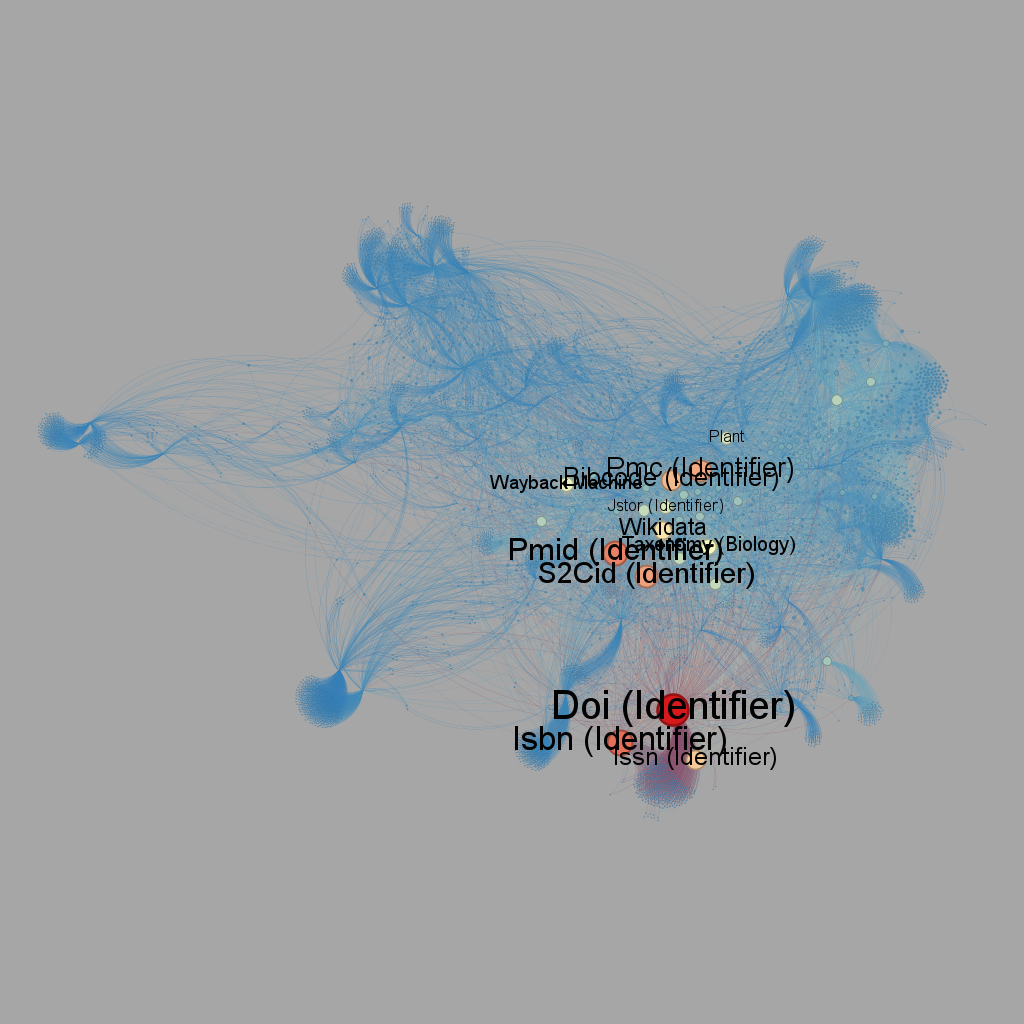 Plant
Pmc (Identifier)
Bibcode (Identifier)
Wayback Machine
Jstor (Identifier)
Wikidata
Taxonomy (Biology)
Pmid (Identifier)
S2Cid (Identifier)
Doi (Identifier)
Isbn (Identifier)
Issn (Identifier)